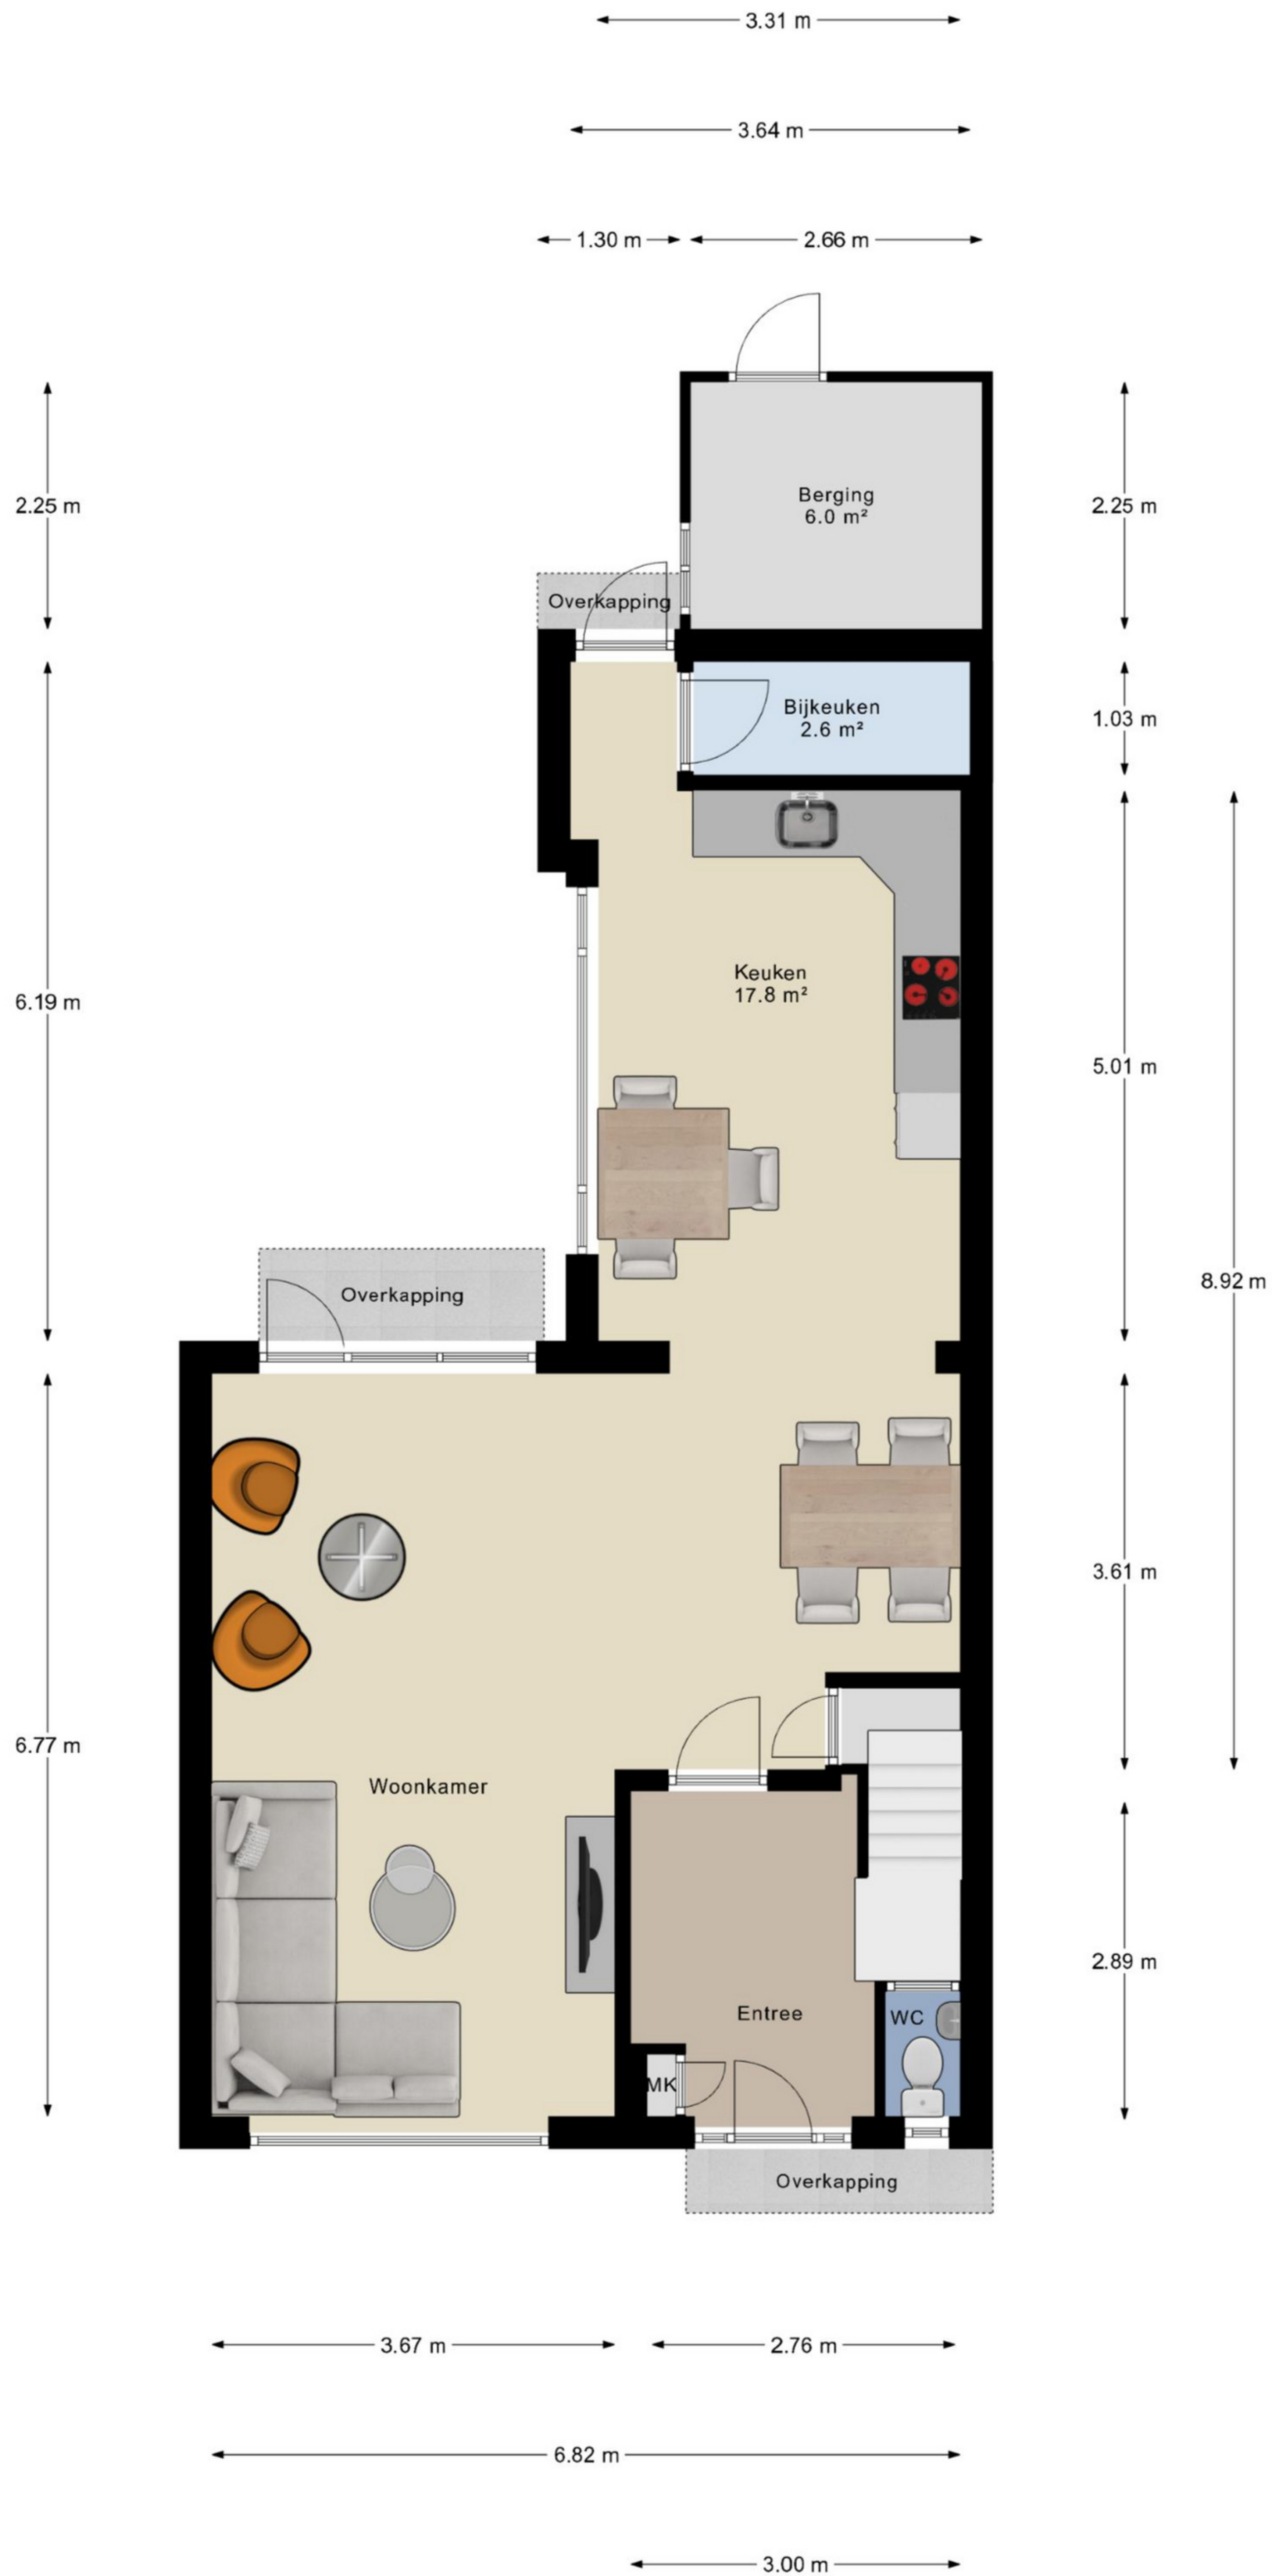 3.31 m
3.64 m
1.30 m
2.66 m
2.25 m
Berging
6.0 m²
2.25 m
Overkapping
Bijkeuken
2.6 m²
1.03 m
Keuken
17.8 m²
6.19 m
5.01 m
8.92 m
Overkapping
3.61 m
6.77 m
Woonkamer
2.89 m
Entree
WC
MK
Overkapping
3.67 m
2.76 m
6.82 m
3.00 m